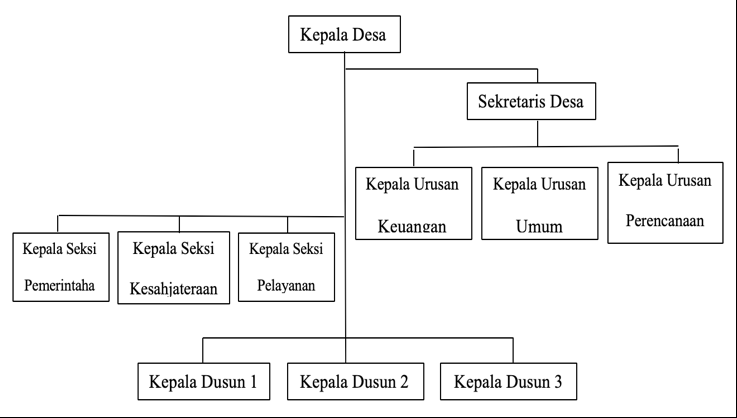 Kepala Desa
Sekretaris Desa
Kepala Urusan
Keuangan
Kepala Urusan
Umum
Kepala Urusan
Perencanaan
Kepala Seksi
Pemerintaha
Kepala Seksi
Kesahjateraan
Kepala Seksi
Pelayanan
Kepala Dusun 1
Kepala Dusun 2
Kepala Dusun 3